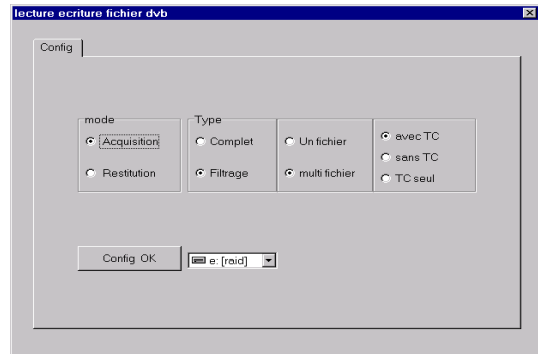 lecture ecriture fichier dvb
Config
mode
Type
Acquisition
Complet
Un fichier
avec TC
sans TC
Restitution
Filtrage
multi fichier
TC seul
Config OK
e: [raid]